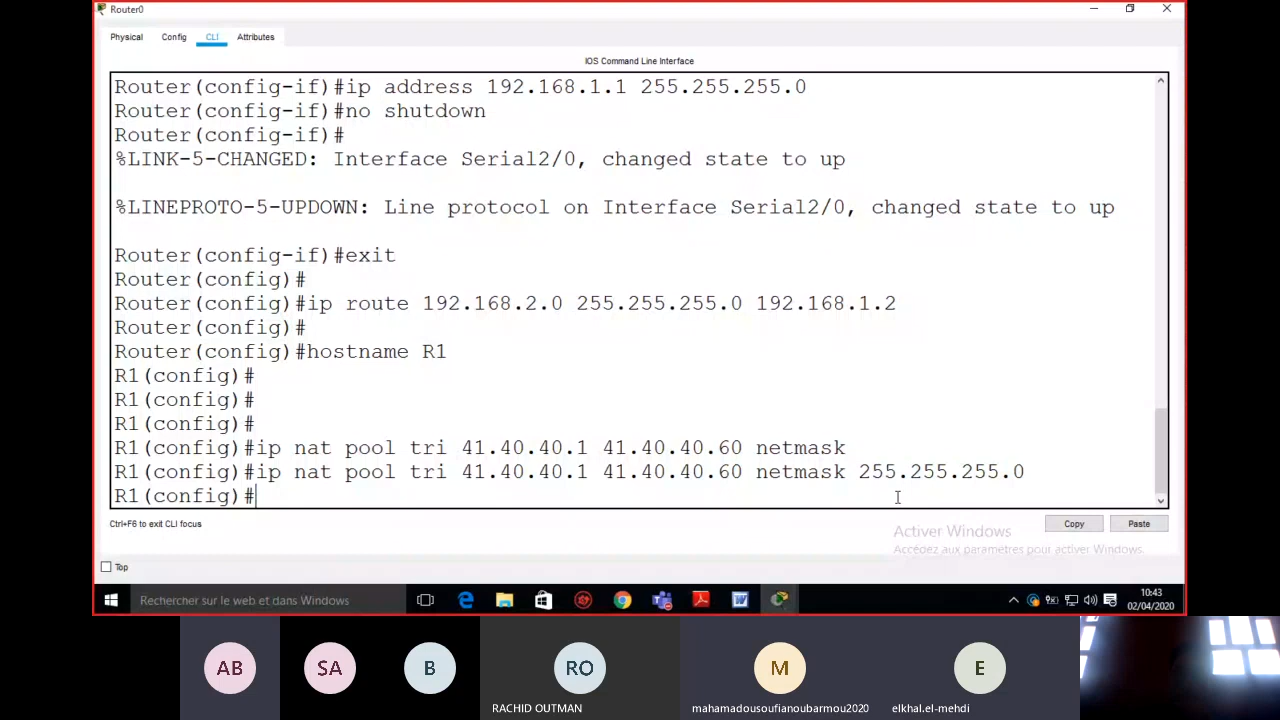 Router0
Physical Config CLI Attributes
IOS Command Line Interface
Router(config-if)#ip address 192.168.1.1 255.255.255.0
Router(config-if)#no shutdown
Router(config-if)#
%LINK-5-CHANGED: Interface Serial2/0, changed state to up
%LINEPROTO-5-UPDOWN: Line protocol on Interface Serial2/0, changed state to up
Router(config-if)#exit
Router(config)#
Router(config)#ip route 192.168.2.0 255.255.255.0 192.168.1.2
Router(config)#
Router(config)#hostname R1
R1(config)#
R1(config)#
R1(config)#
R1(config)#ip nat pool tri 41.40.40.1 41.40.40.60 netmask
R1(config)#ip nat pool tri 41.40.40.1 41.40.40.60 netmask 255.255.255.0
R1(config)#
Ctrl+F6 to exit CLI focus
Copy Paste
Activer Windows
Accédez aux paramètres pour activer Windows.
Top
Rechercher sur le web et dans Windows
10:43
02/04/2020
AB SA B RO M E
RACHID OUTMAN mahamadousoufianoubarmou2020 elkhal.el-mehdi